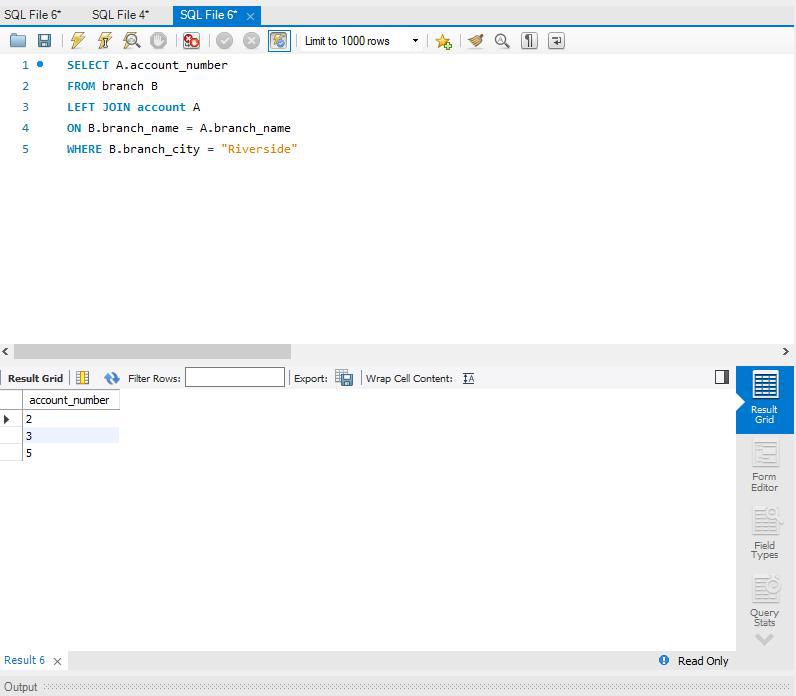 SQL File 6* SQL File 4* SQL File 6*
Limit to 1000 rows
1 SELECT A.account_number
2 FROM branch B
3 LEFT JOIN account A
4 ON B.branch_name = A.branch_name
5 WHERE B.branch_city = "Riverside"
Result Grid Filter Rows: Export: Wrap Cell Content:
account_number
2
3
5
Result
Grid
Form
Editor
Field
Types
Query
Stats
Result 6 Read Only
Output